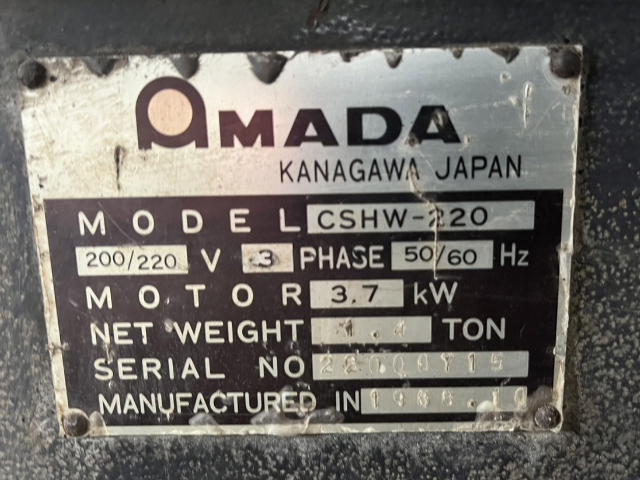 AMADA
KANAGAWA JAPAN
MODEL CSHW-220
200/220 V 3 PHASE 50/60 Hz
MOTOR 3.7 kW
NET WEIGHT TON
SERIAL NO
MANUFACTURED IN